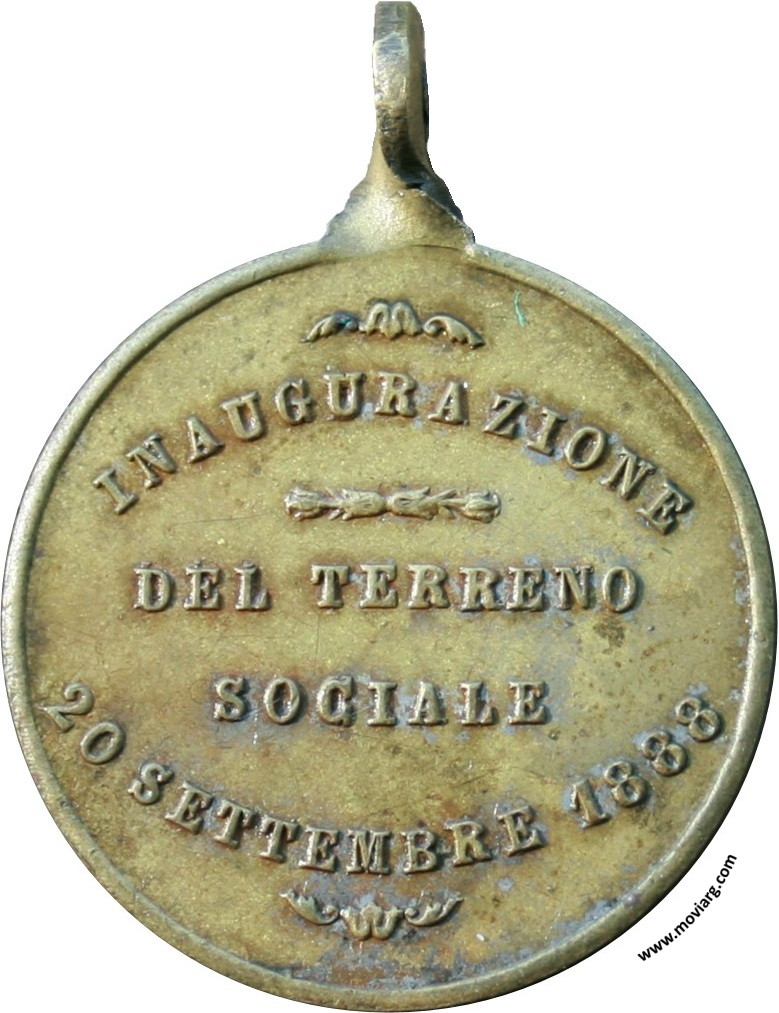 INAUGURAZIONE
DEL TERRENO
SOCIALE
20 SETTEMBRE 1888
www.moviarg.com